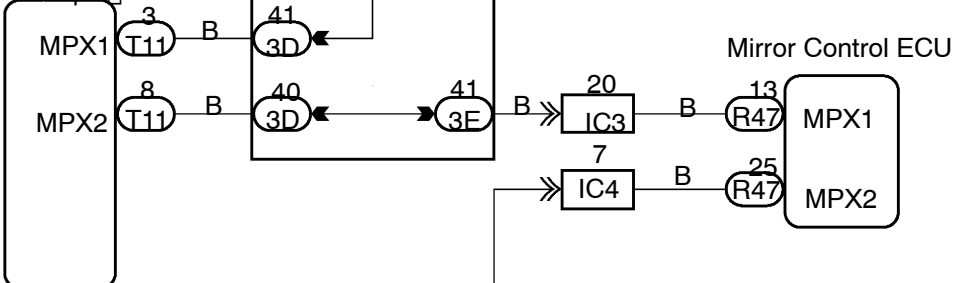 3
MPX1
T11
B
41
3D
Mirror Control ECU
8
MPX2
T11
B
40
3D
41
3E
B
20
IC3
B
13
R47
MPX1
7
IC4
B
25
R47
MPX2